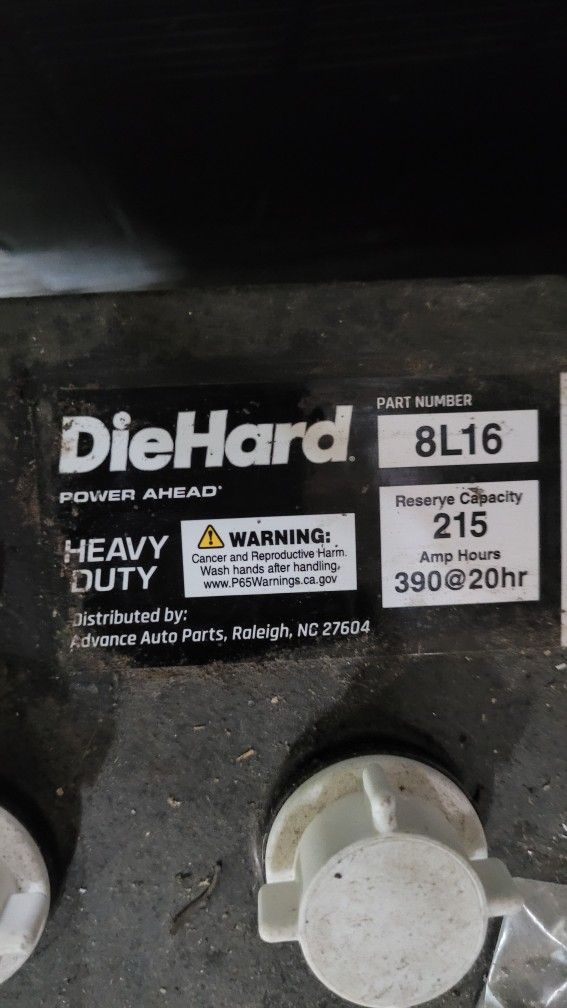 DieHard.
POWER AHEAD®
PART NUMBER
8L16
Reserve Capacity
215
Amp Hours
390@20hr
HEAVY
DUTY
WARNING:
Cancer and Reproductive Harm.
Wash hands after handling.
www.P65Warnings.ca.gov
Distributed by:
Advance Auto Parts, Raleigh, NC 27604